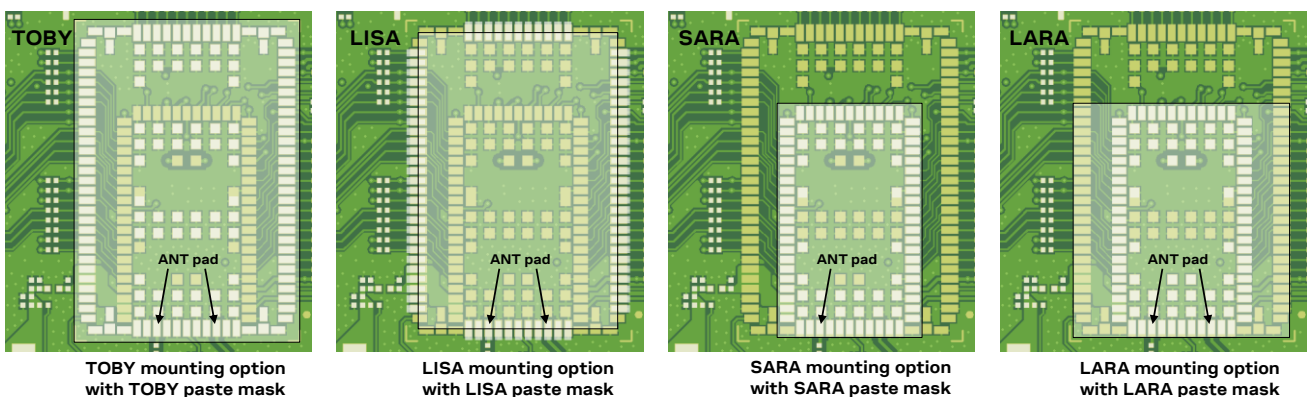 TOBY
ANT pad
TOBY mounting option
with TOBY paste mask
LISA
ANT pad
LISA mounting option
with LISA paste mask
SARA
ANT pad
SARA mounting option
with SARA paste mask
LARA
ANT pad
LARA mounting option
with LARA paste mask